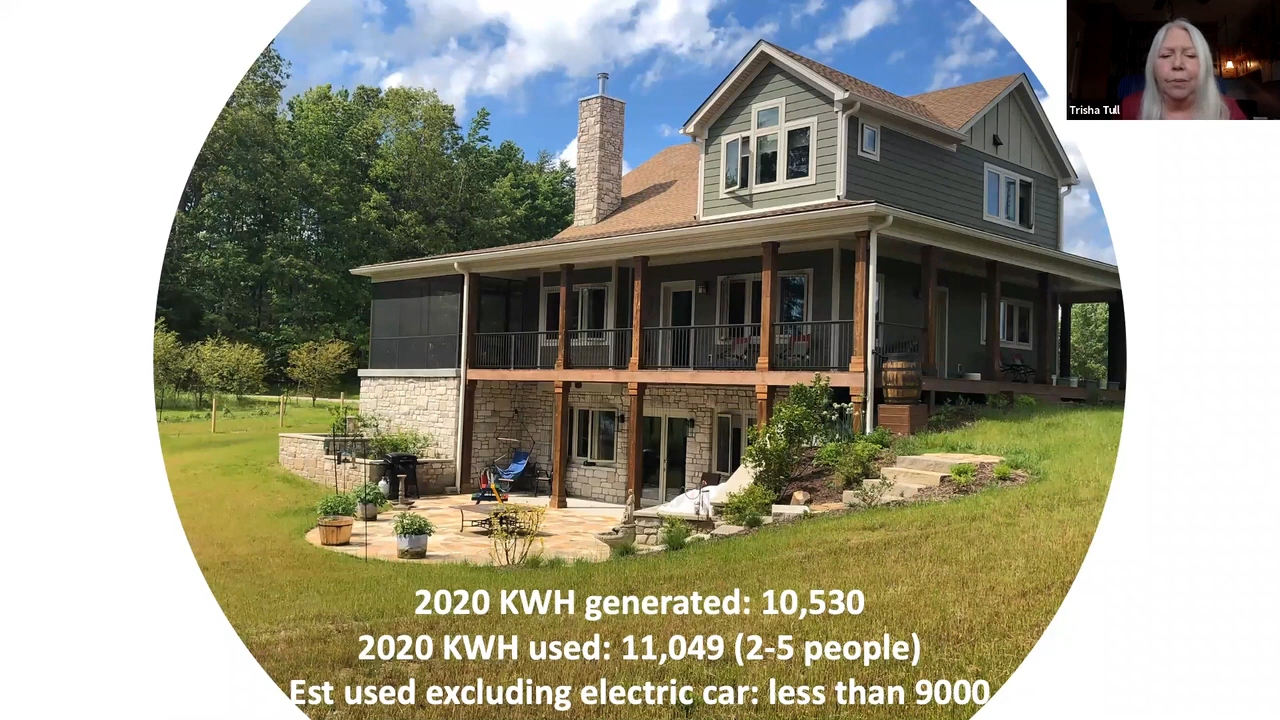 Trisha Tull
2020 KWH generated: 10,530
2020 KWH used: 11,049 (2-5 people)
Est used excluding electric car: less than 9000